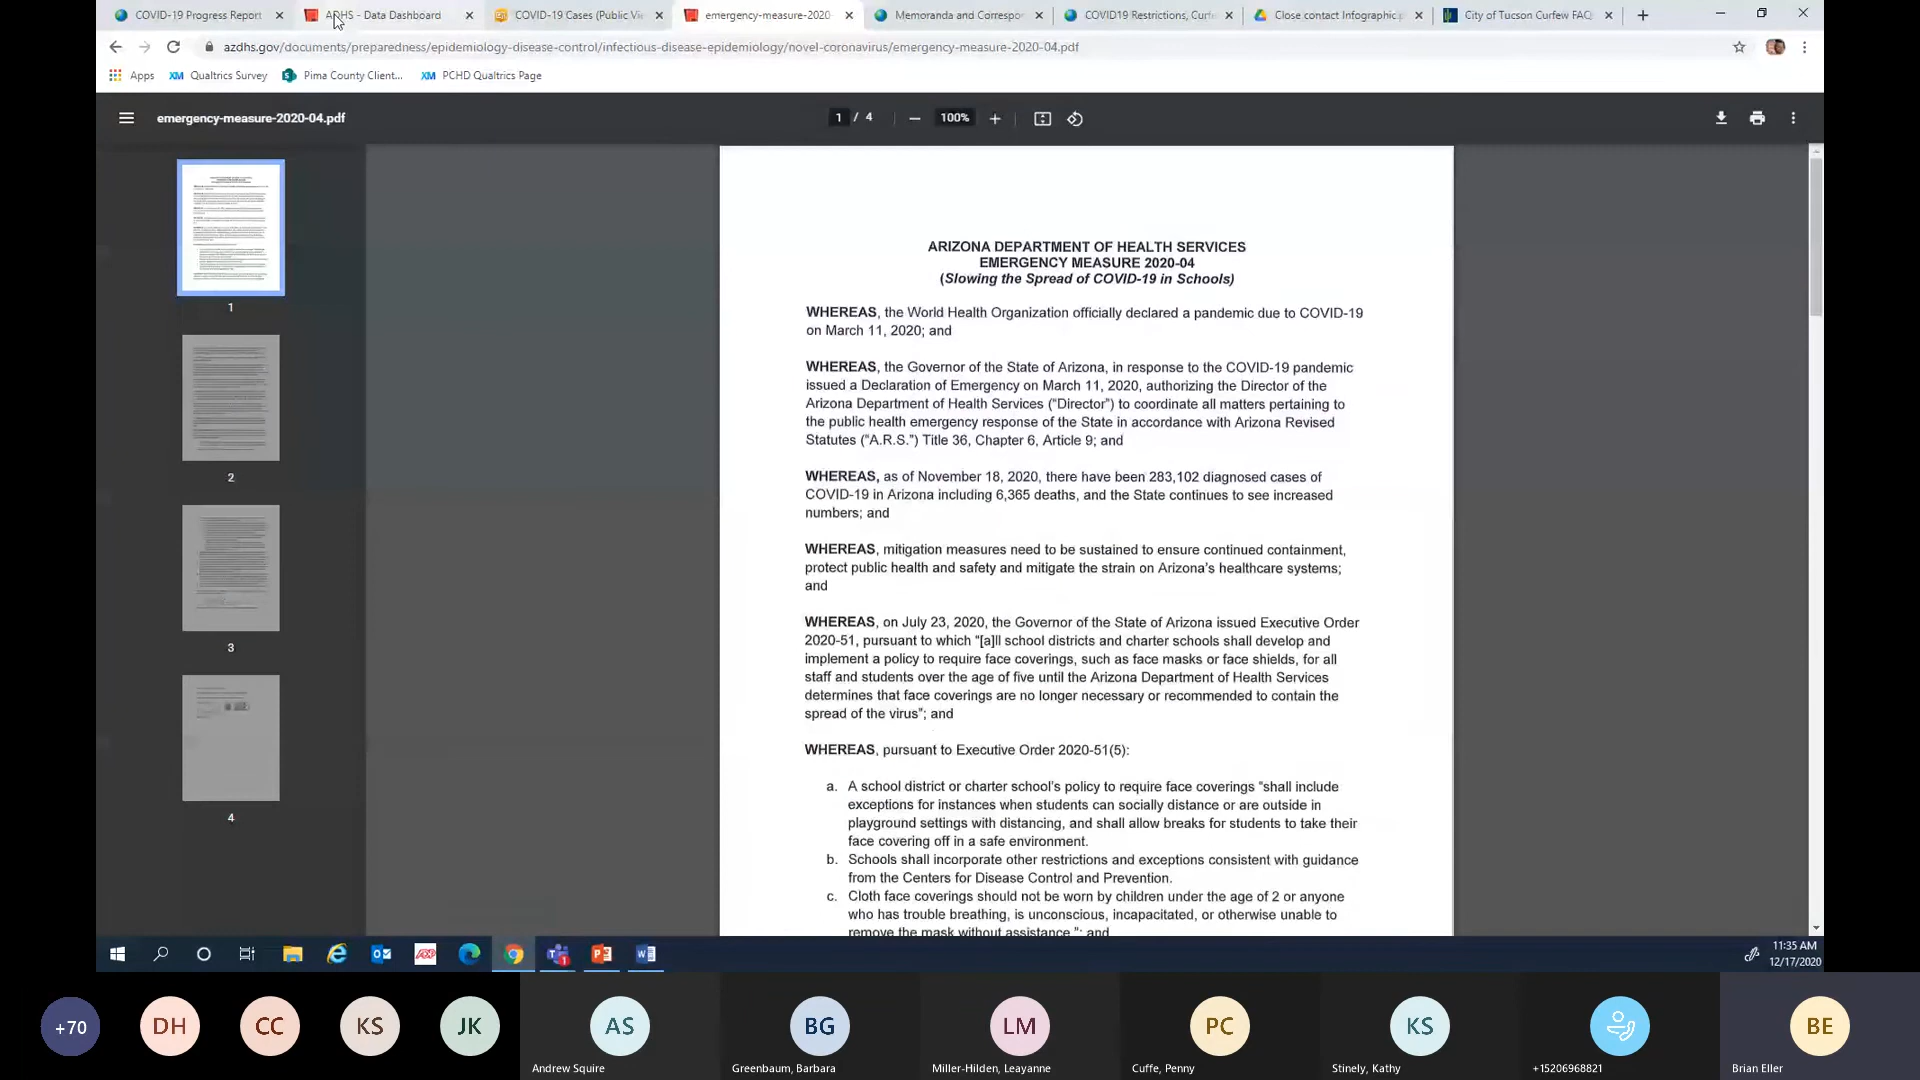 COVID-19 Progress Report
ADHS - Data Dashboard
COVID-19 Cases (Public Vi
emergency-measure-2020-
Memoranda and Correspo
COVID19 Restrictions, Curf
Close contact Infographic.p
City of Tucson Curfew FAQ
azdhs.gov/documents/preparedness/epidemiology-disease-control/infectious-disease-epidemiology/novel-coronavirus/emergency-measure-2020-04.pdf
Apps
XM Qualtrics Survey
Pima County Client...
XM PCHD Qualtrics Page
emergency-measure-2020-04.pdf
1 / 4
100%
1
2
3
4
ARIZONA DEPARTMENT OF HEALTH SERVICES
EMERGENCY MEASURE 2020-04
(Slowing the Spread of COVID-19 in Schools)
WHEREAS, the World Health Organization officially declared a pandemic due to COVID-19
on March 11, 2020; and
WHEREAS, the Governor of the State of Arizona, in response to the COVID-19 pandemic
issued a Declaration of Emergency on March 11, 2020, authorizing the Director of the
Arizona Department of Health Services ("Director") to coordinate all matters pertaining to
the public health emergency response of the State in accordance with Arizona Revised
Statutes ("A.R.S.") Title 36, Chapter 6, Article 9; and
WHEREAS, as of November 18, 2020, there have been 283,102 diagnosed cases of
COVID-19 in Arizona including 6,365 deaths, and the State continues to see increased
numbers; and
WHEREAS, mitigation measures need to be sustained to ensure continued containment,
protect public health and safety and mitigate the strain on Arizona's healthcare systems;
and
WHEREAS, on July 23, 2020, the Governor of the State of Arizona issued Executive Order
2020-51, pursuant to which "[a]ll school districts and charter schools shall develop and
implement a policy to require face coverings, such as face masks or face shields, for all
staff and students over the age of five until the Arizona Department of Health Services
determines that face coverings are no longer necessary or recommended to contain the
spread of the virus"; and
WHEREAS, pursuant to Executive Order 2020-51(5):
a. A school district or charter school's policy to require face coverings "shall include
exceptions for instances when students can socially distance or are outside in
playground settings with distancing, and shall allow breaks for students to take their
face covering off in a safe environment.
b. Schools shall incorporate other restrictions and exceptions consistent with guidance
from the Centers for Disease Control and Prevention.
c. Cloth face coverings should not be worn by children under the age of 2 or anyone
who has trouble breathing, is unconscious, incapacitated, or otherwise unable to
remove the mask without assistance."; and
11:35 AM
12/17/2020
+70
DH
CC
KS
JK
AS
BG
LM
PC
KS
BE
Andrew Squire
Greenbaum, Barbara
Miller-Hilden, Leayanne
Cuffe, Penny
Stinely, Kathy
+15206968821
Brian Eller